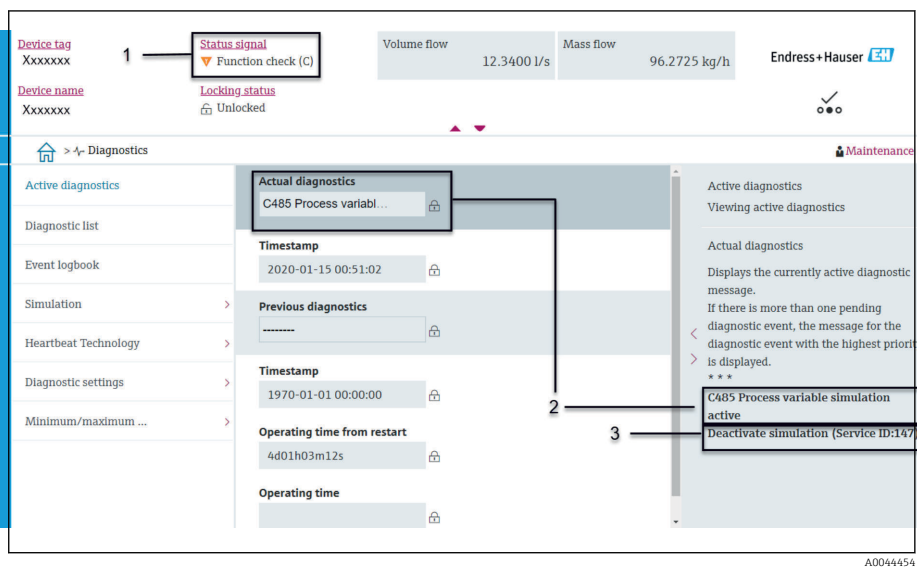 Device tag
Xxxxxxx
1
Status signal
Function check (C)
Volume flow
12.3400 l/s
Mass flow
96.2725 kg/h
Endress+Hauser EH
Device name
Xxxxxxx
Locking status
Unlocked
> Diagnostics
Maintenance
Active diagnostics
Diagnostic list
Event logbook
Simulation >
Heartbeat Technology >
Diagnostic settings >
Minimum/maximum ... >
Actual diagnostics
C485 Process variabl...
Timestamp
2020-01-15 00:51:02
Previous diagnostics
--------
Timestamp
1970-01-01 00:00:00
Operating time from restart
4d01h03m12s
Operating time
2
3
<
>
Active diagnostics
Viewing active diagnostics
Actual diagnostics
Displays the currently active diagnostic
message.
If there is more than one pending
diagnostic event, the message for the
diagnostic event with the highest priorit
is displayed.
* * *
C485 Process variable simulation
active
Deactivate simulation (Service ID:147)
A0044454